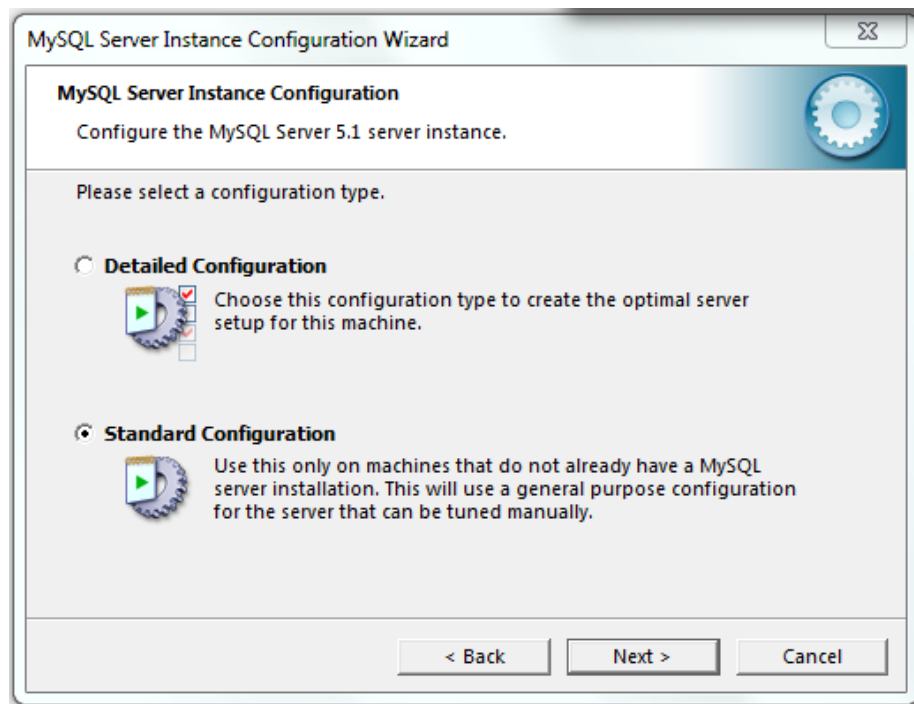 MySQL Server Instance Configuration Wizard
MySQL Server Instance Configuration
Configure the MySQL Server 5.1 server instance.
Please select a configuration type.
Detailed Configuration
Choose this configuration type to create the optimal server
setup for this machine.
Standard Configuration
Use this only on machines that do not already have a MySQL
server installation. This will use a general purpose configuration
for the server that can be tuned manually.
< Back
Next >
Cancel